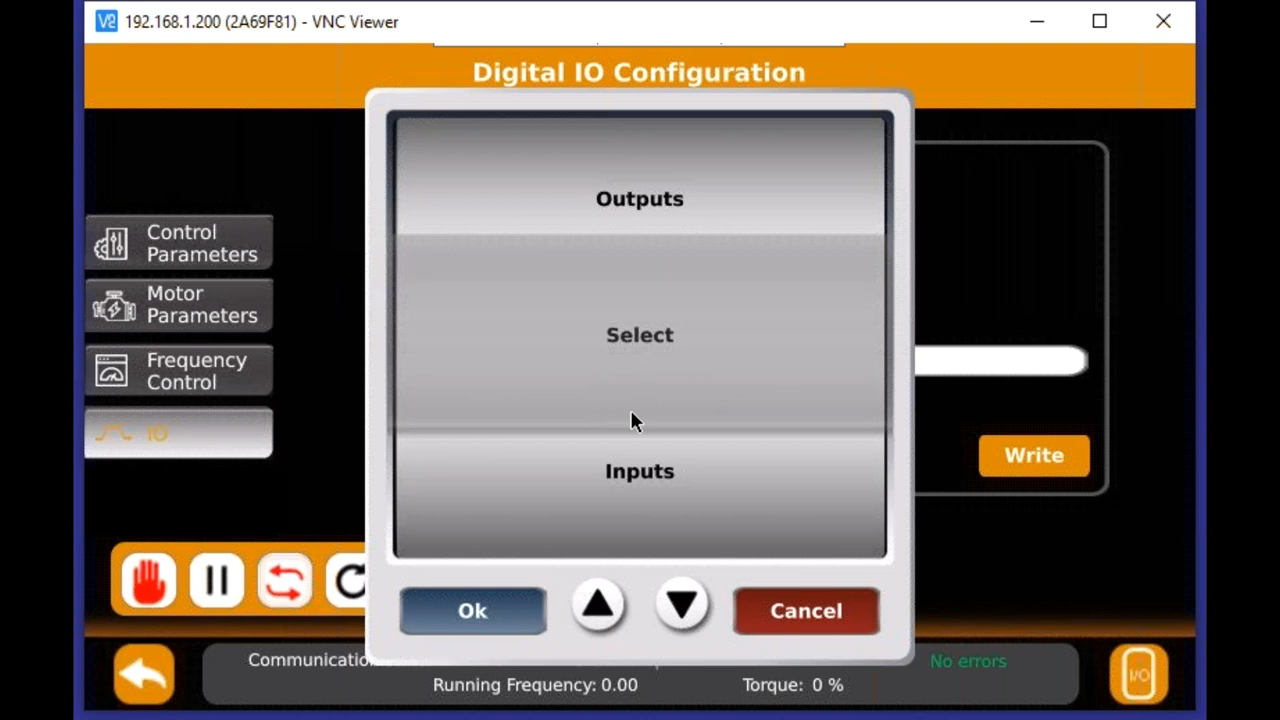 192.168.1.200 (2A69F81) - VNC Viewer
Digital IO Configuration
Control
Parameters
Motor
Parameters
Frequency
Control
IO
Outputs
Select
Inputs
Write
Ok
Cancel
No errors
Running Frequency: 0.00
Torque: 0 %
I/O